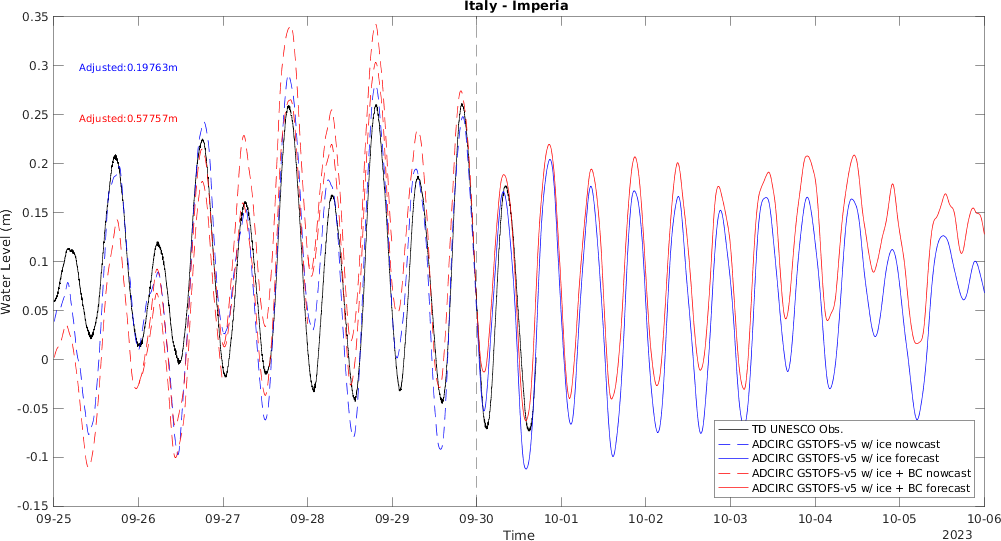 Italy - Imperia
0.35
0.3
0.25
0.2
0.15
0.1
0.05
0
-0.05
-0.1
-0.15
Water Level (m)
Adjusted:0.19763m
Adjusted:0.57757m
TD UNESCO Obs.
ADCIRC GSTOFS-v5 w/ ice nowcast
ADCIRC GSTOFS-v5 w/ ice forecast
ADCIRC GSTOFS-v5 w/ ice + BC nowcast
ADCIRC GSTOFS-v5 w/ ice + BC forecast
09-25 09-26 09-27 09-28 09-29 09-30 10-01 10-02 10-03 10-04 10-05 10-06
Time
2023